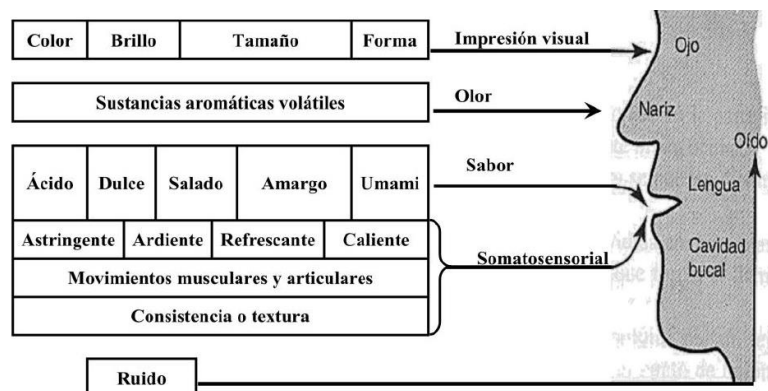 Color Brillo Tamaño Forma Impresión visual Ojo
Sustancias aromáticas volátiles Olor Nariz
Oído
Ácido Dulce Salado Amargo Umami Sabor Lengua
Astringente Ardiente Refrescante Caliente
Movimientos musculares y articulares Somatosensorial Cavidad
bucal
Consistencia o textura
Ruido